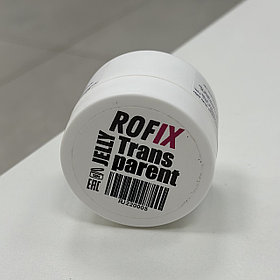 ROFIX
JELLY
Trans
parent
EAC